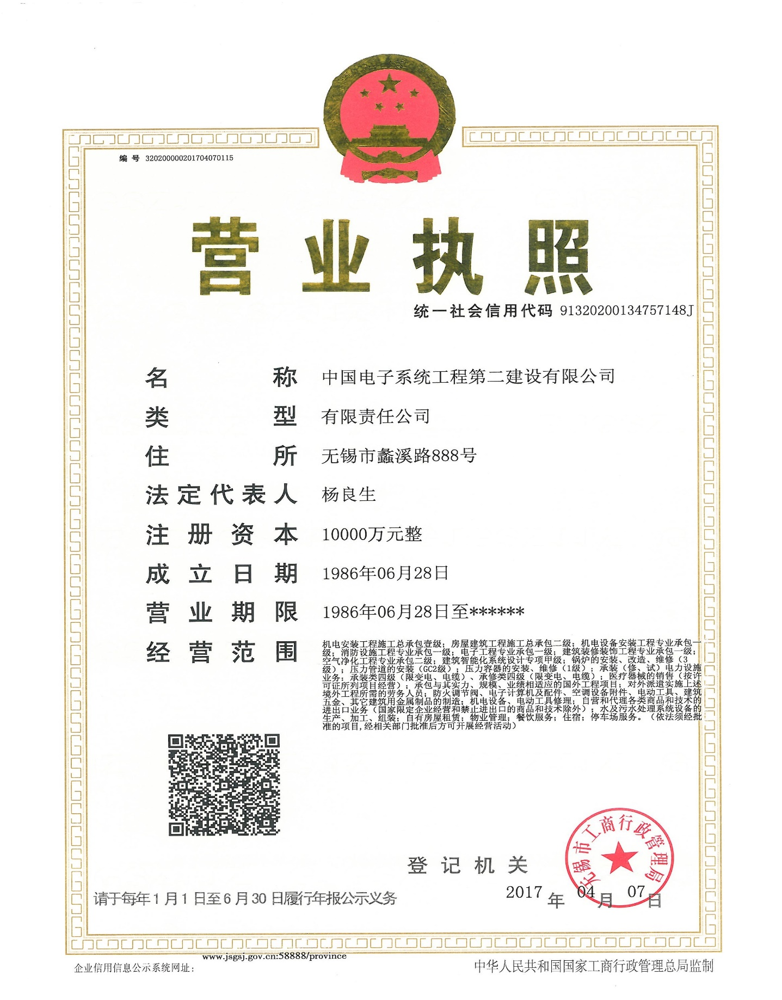 编 号 320200000201704070115
营业执照
统一社会信用代码 91320200134757148J
名称 中国电子系统工程第二建设有限公司
类型 有限责任公司
住所 无锡市蠡溪路888号
法定代表人 杨良生
注册资本 10000万元整
成立日期 1986年06月28日
营业期限 1986年06月28日至******
经营范围 机电安装工程施工总承包壹级；房屋建筑工程施工总承包二级；机电设备安装工程专业承包一
级；消防设施工程专业承包一级；电子工程专业承包一级；建筑装修装饰工程专业承包一级；
空气净化工程专业承包二级；建筑智能化系统设计专项甲级；锅炉的安装、改造、维修（3
级）；压力管道的安装（GC2级）；压力容器的安装、维修（1级）；承装（修、试）电力设施
业务：承装类四级（限变电、电缆）、承修类四级（限变电、电缆）；医疗器械的销售（按许
可证所列项目经营）；承包与其实力、规模、业绩相适应的国外工程项目；对外派遣实施上述
境外工程所需的劳务人员；防火调节阀、电子计算机及配件、空调设备附件、电动工具、建筑
五金、其它建筑用金属制品的制造；机电设备、电动工具修理；自营和代理各类商品和技术的
进出口业务（国家限定企业经营和禁止进出口的商品和技术除外）；水及污水处理系统设备的
生产、加工、组装；自有房屋租赁；物业管理；餐饮服务；住宿；停车场服务。（依法须经批
准的项目,经相关部门批准后方可开展经营活动）
无锡市工商行政管理局
登记机关
2017年04月07日
请于每年1月1日至6月30日履行年报公示义务
www.jsgsj.gov.cn:58888/province
企业信用信息公示系统网址：
中华人民共和国国家工商行政管理总局监制